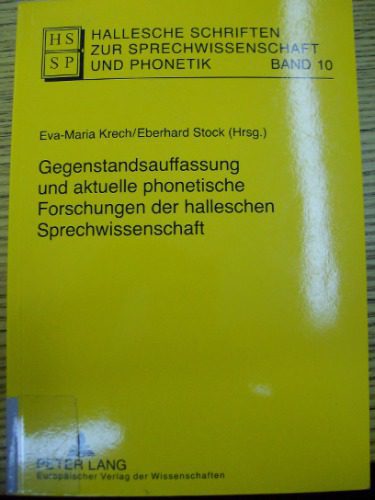 HS
SP
HALLESCHE SCHRIFTEN
ZUR SPRECHWISSENSCHAFT
UND PHONETIK BAND 10
Eva-Maria Krech/Eberhard Stock (Hrsg.)
Gegenstandsauffassung
und aktuelle phonetische
Forschungen der halleschen
Sprechwissenschaft
PETER LANG
Europäischer Verlag der Wissenschaften